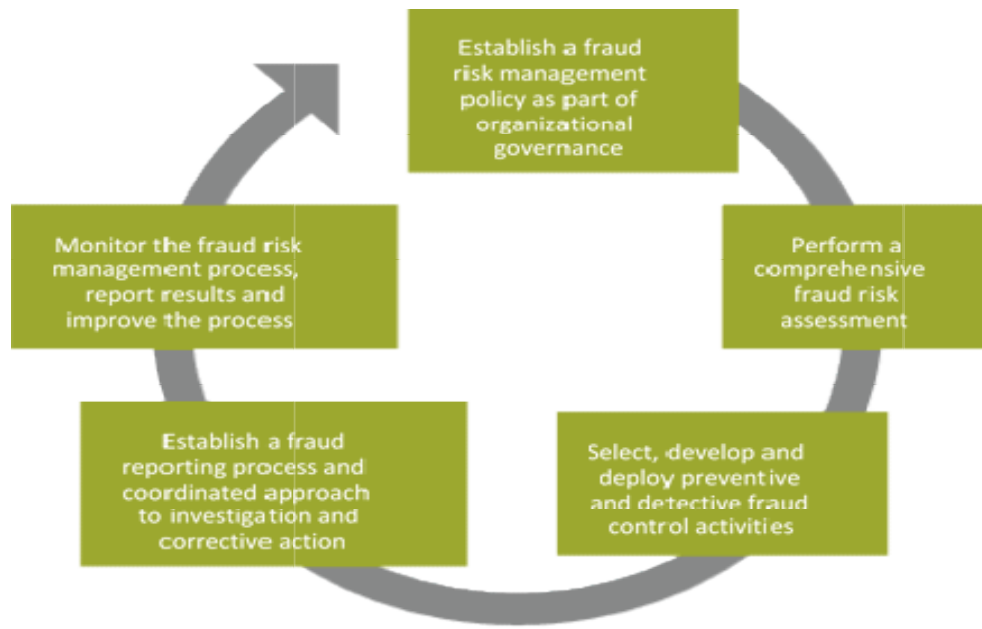 Establish a fraud
risk management
policy as part of
organizational
governance
Perform a
comprehensive
fraud risk
assessment
Select, develop and
deploy preventive
and detective fraud
control activities
Establish a fraud
reporting process and
coordinated approach
to investigation and
corrective action
Monitor the fraud risk
management process,
report results and
improve the process